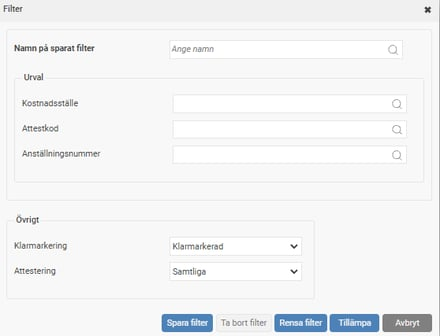 Filter
Namn på sparat filter
Ange namn
Urval
Kostnadsställe
Attestkod
Anställningsnummer
Övrigt
Klarmarkering
Klarmarkerad
Attestering
Samtliga
Spara filter
Ta bort filter
Rensa filter
Tillämpa
Avbryt